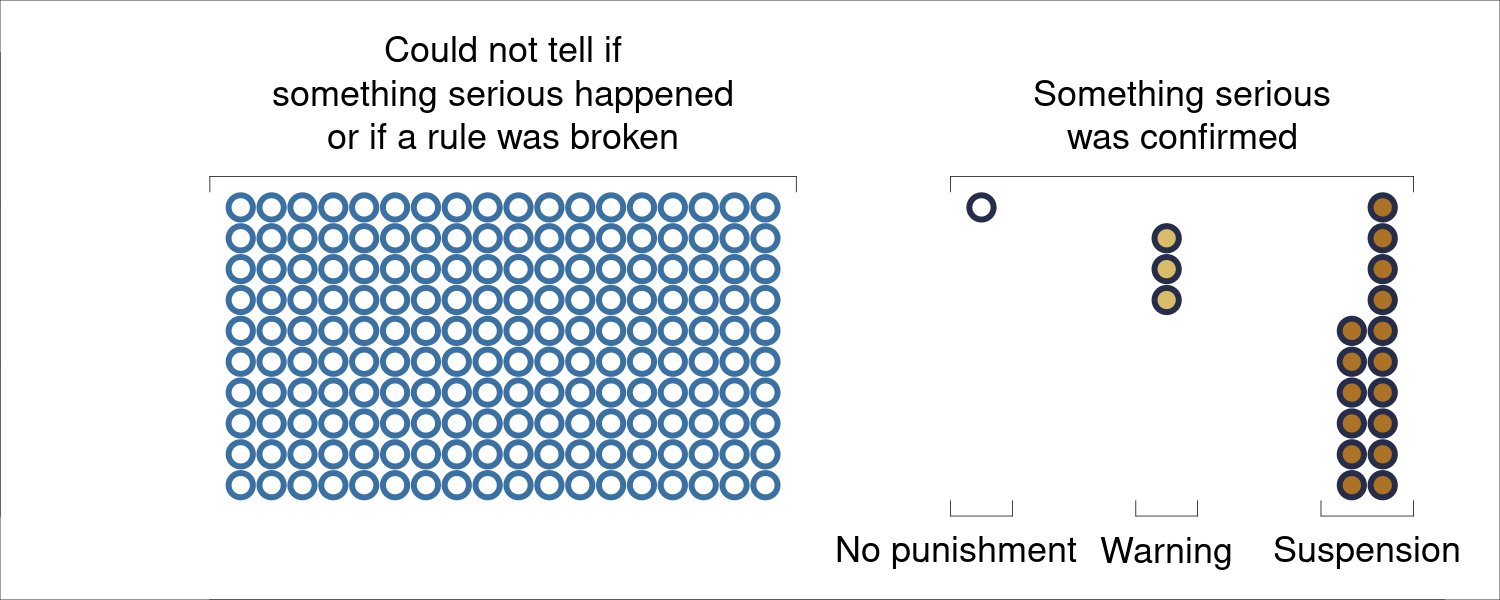 Could not tell if
something serious happened
or if a rule was broken
Something serious
was confirmed
No punishment
Warning
Suspension